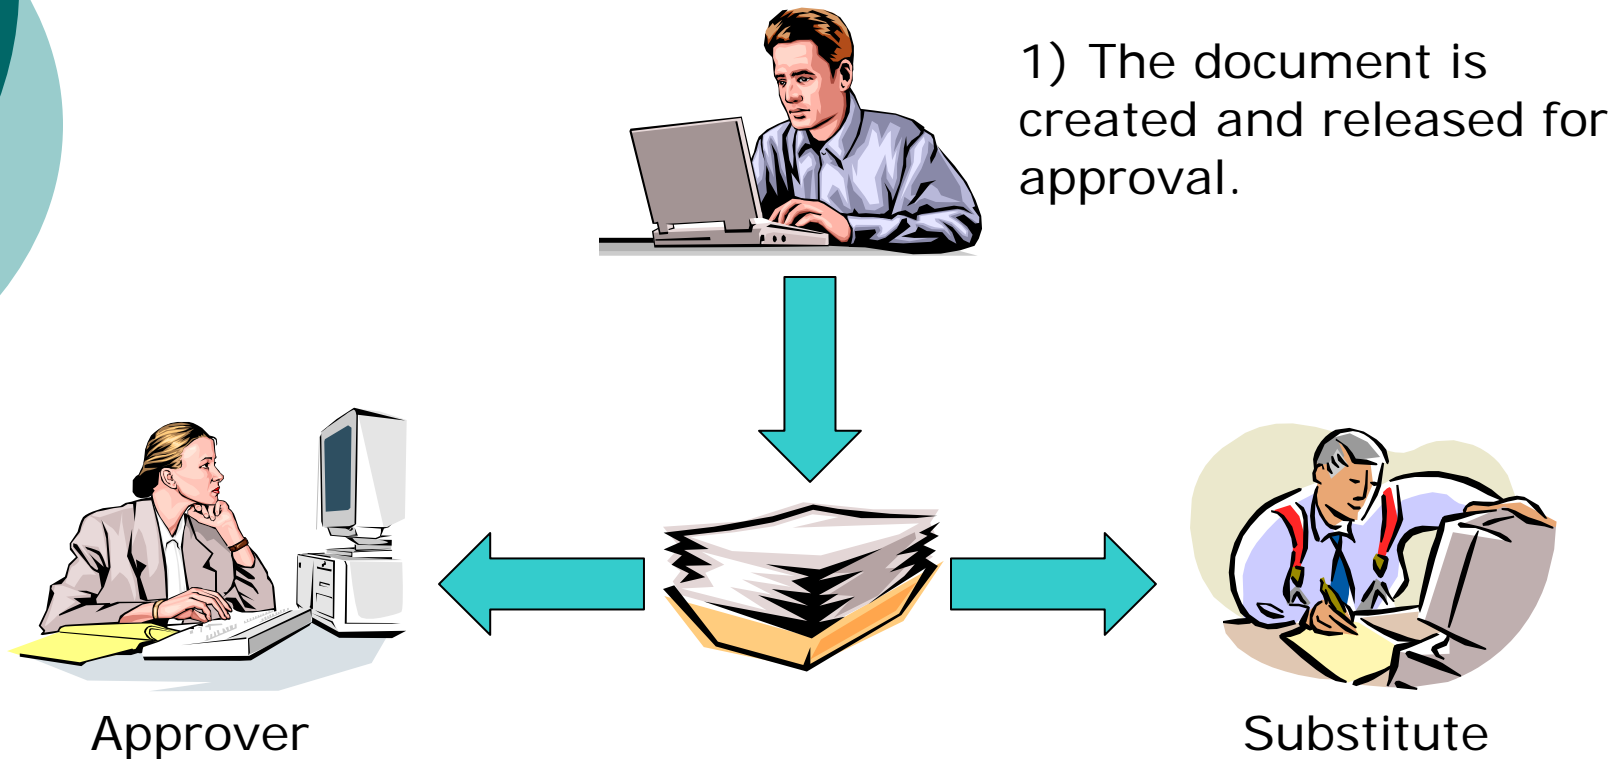 1) The document is
created and released for
approval.
Approver
Substitute